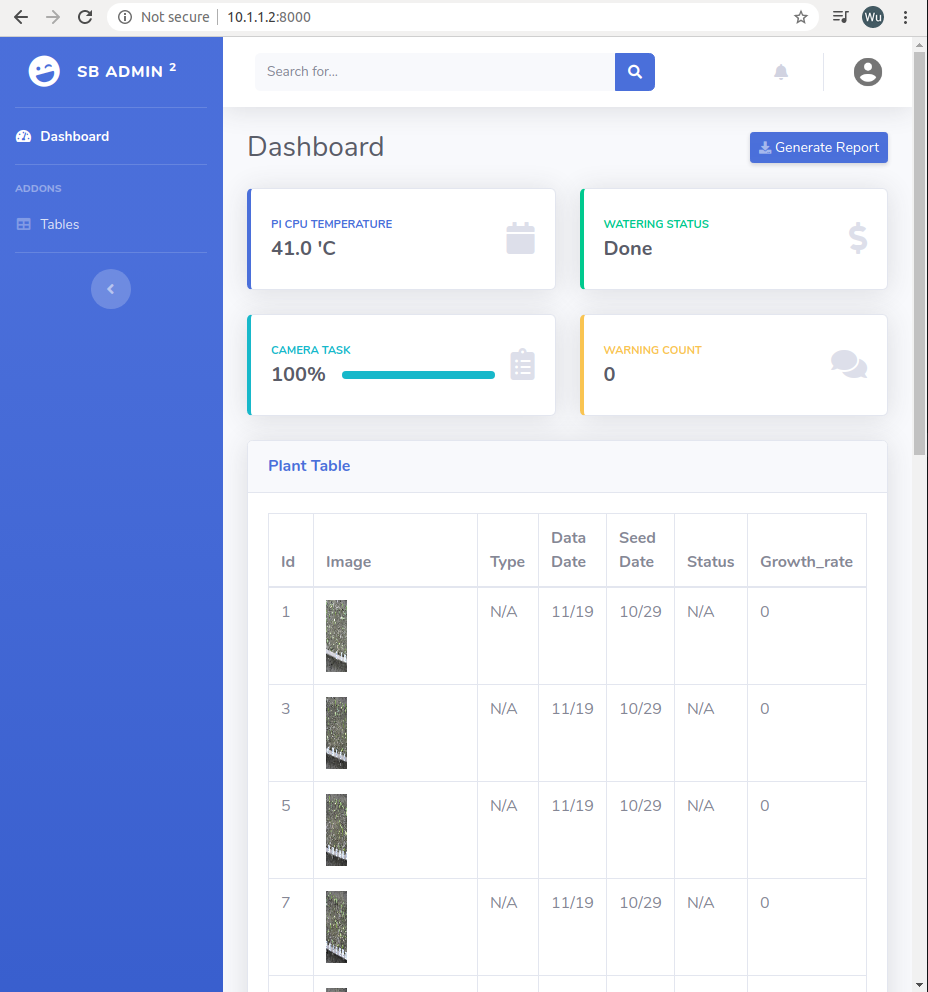 Not secure 10.1.1.2:8000 Wu
SB ADMIN 2
Search for...
Dashboard
ADDONS
Tables
Dashboard
Generate Report
PI CPU TEMPERATURE
41.0 'C
WATERING STATUS
Done
CAMERA TASK
100%
WARNING COUNT
0
Plant Table
Id Image Type Data Date Seed Date Status Growth_rate
1 N/A 11/19 10/29 N/A 0
3 N/A 11/19 10/29 N/A 0
5 N/A 11/19 10/29 N/A 0
7 N/A 11/19 10/29 N/A 0